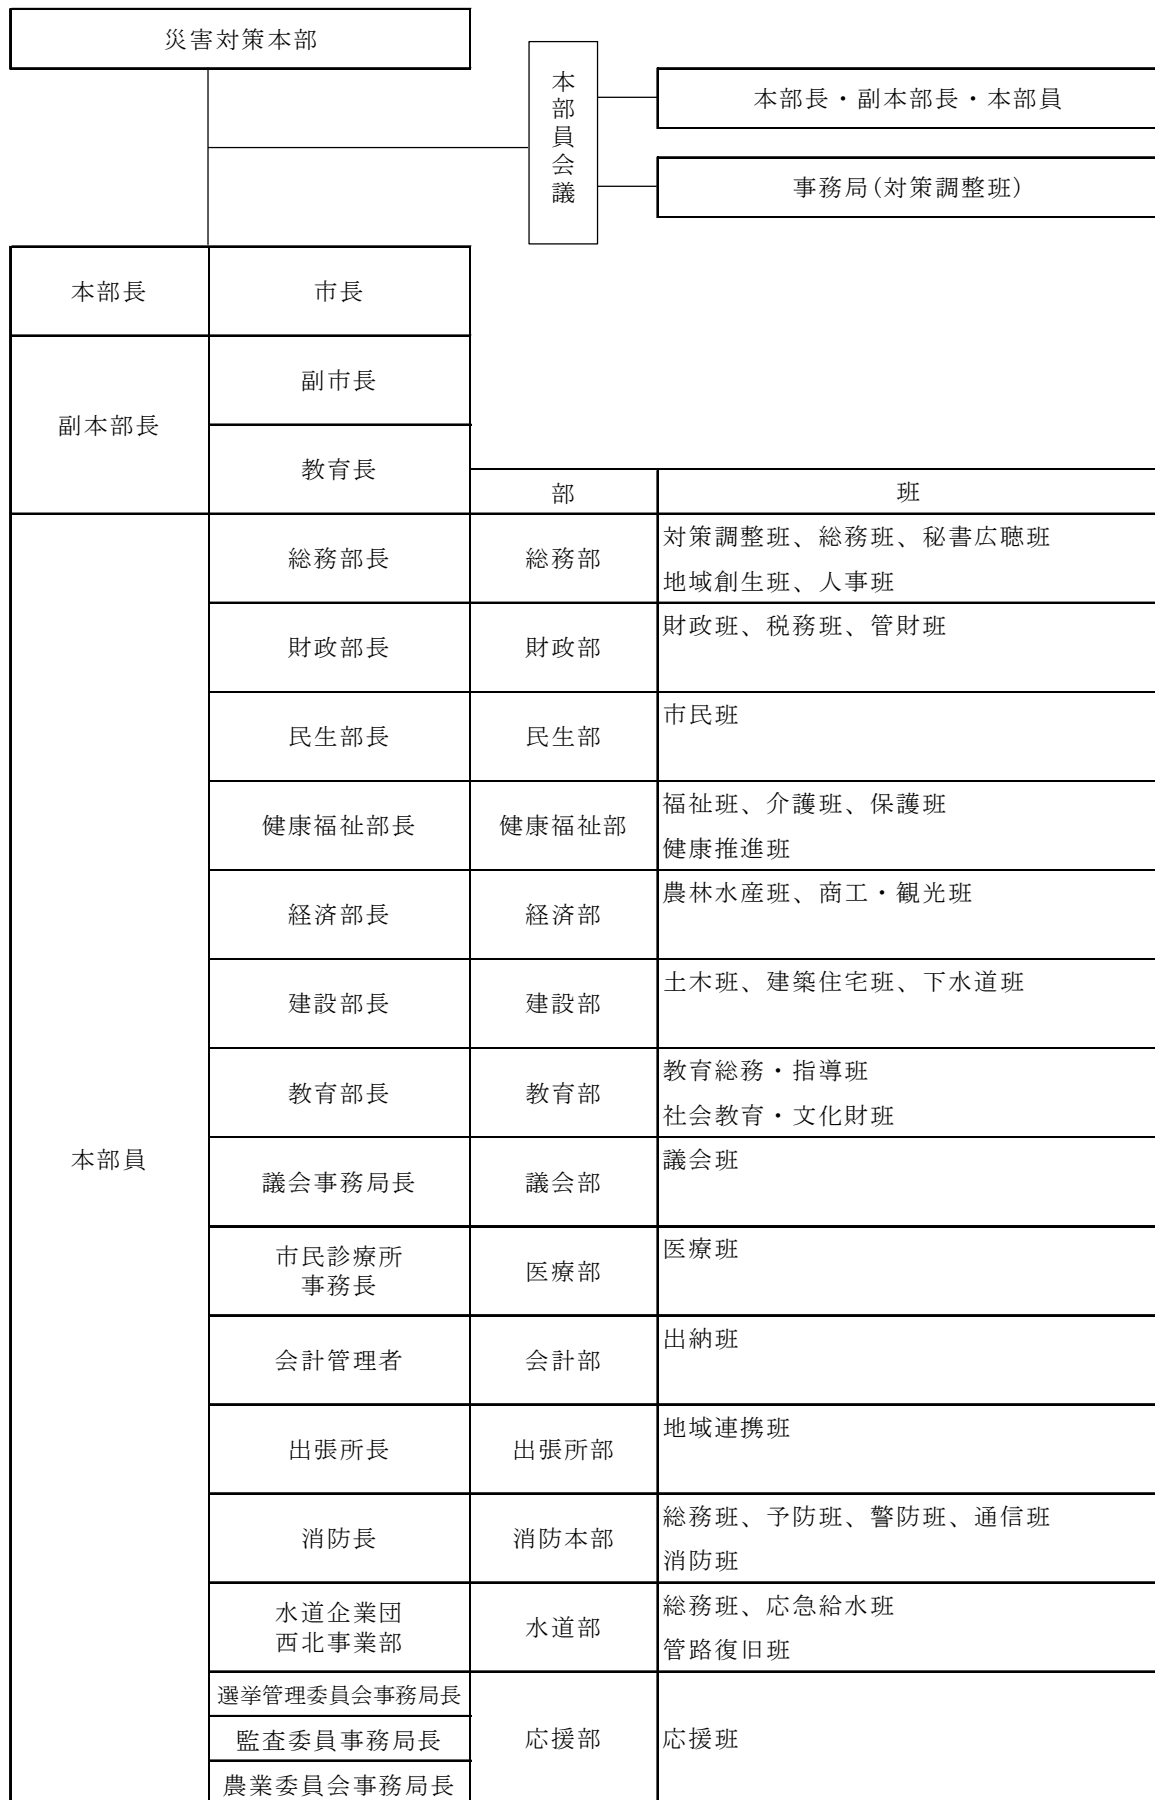 災害対策本部
本部員会議
本部長・副本部長・本部員
事務局(対策調整班)
本部長
市長
副本部長
副市長
教育長
部
班
本部員
総務部長
総務部
対策調整班、総務班、秘書広聴班
地域創生班、人事班
財政部長
財政部
財政班、税務班、管財班
民生部長
民生部
市民班
健康福祉部長
健康福祉部
福祉班、介護班、保護班
健康推進班
経済部長
経済部
農林水産班、商工・観光班
建設部長
建設部
土木班、建築住宅班、下水道班
教育部長
教育部
教育総務・指導班
社会教育・文化財班
議会事務局長
議会部
議会班
市民診療所
事務長
医療部
医療班
会計管理者
会計部
出納班
出張所長
出張所部
地域連携班
消防長
消防本部
総務班、予防班、警防班、通信班
消防班
水道企業団
西北事業部
水道部
総務班、応急給水班
管路復旧班
選挙管理委員会事務局長
監査委員事務局長
農業委員会事務局長
応援部
応援班